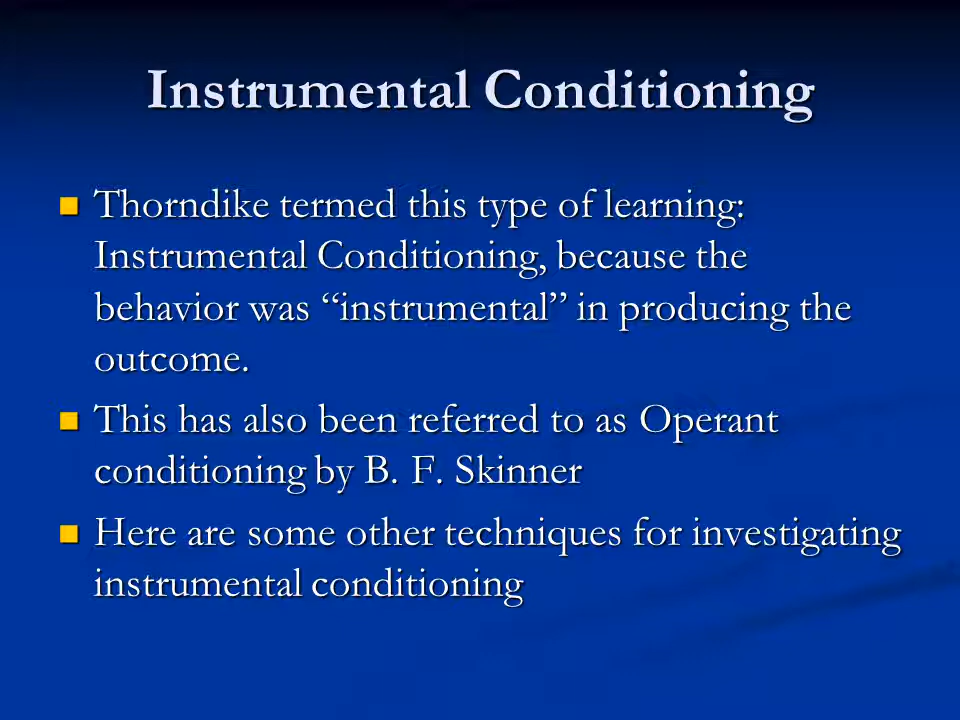 Instrumental Conditioning
Thorndike termed this type of learning:
Instrumental Conditioning, because the
behavior was “instrumental” in producing the
outcome.
This has also been referred to as Operant
conditioning by B. F. Skinner
Here are some other techniques for investigating
instrumental conditioning